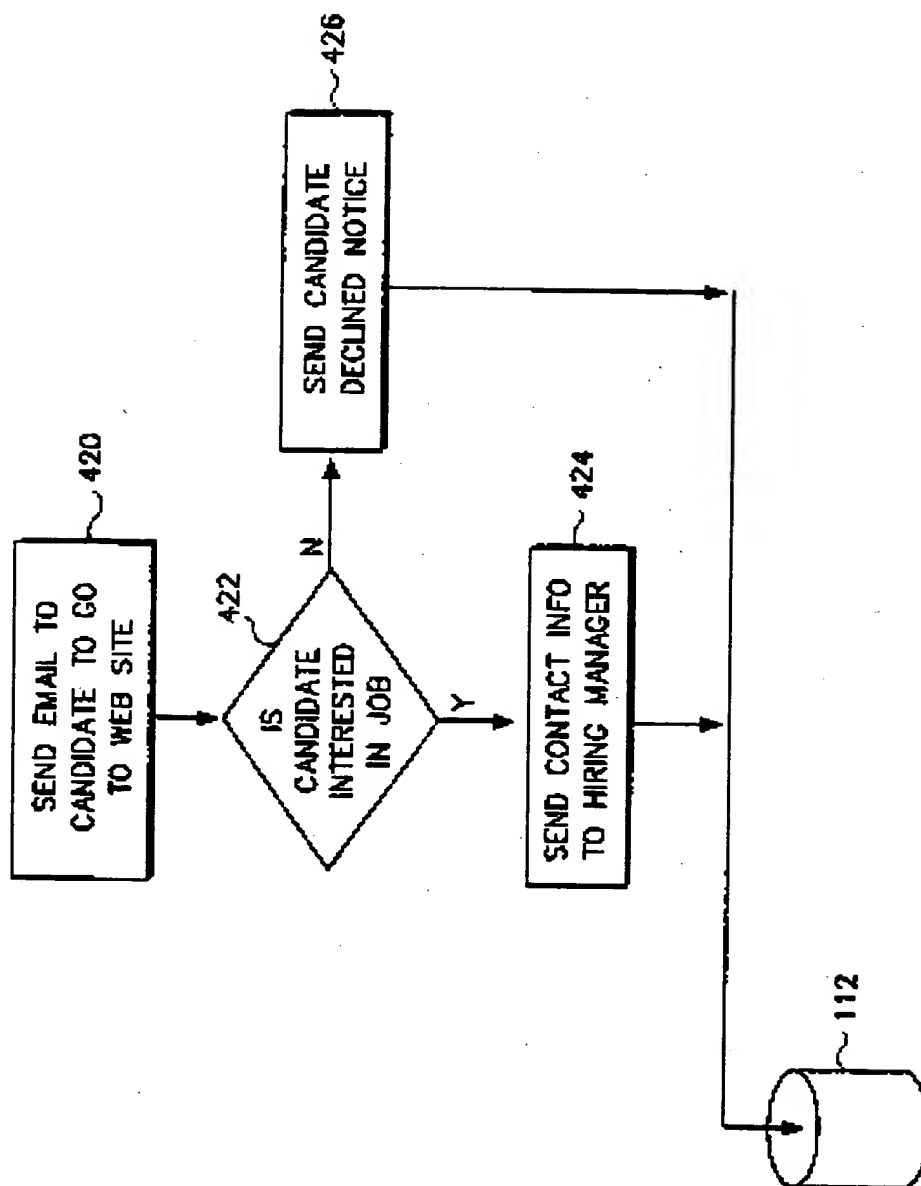 SEND EMAIL TO
CANDIDATE TO GO
TO WEB SITE
420
IS
CANDIDATE
INTERESTED
IN JOB
422
N
Y
SEND CANDIDATE
DECLINED NOTICE
426
SEND CONTACT INFO
TO HIRING MANAGER
424
112